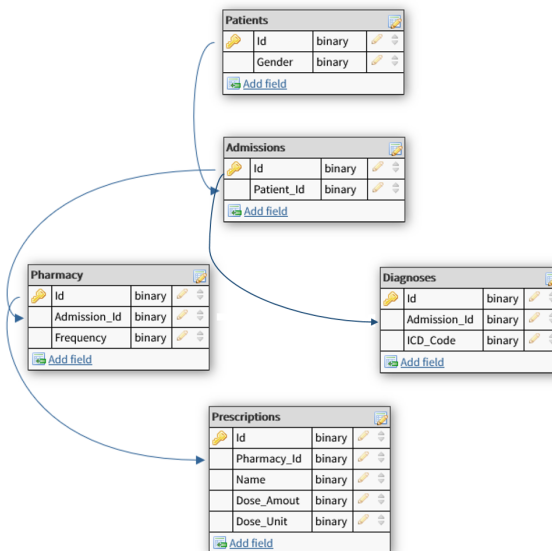 Patients
Id binary
Gender binary
Add field
Admissions
Id binary
Patient_Id binary
Add field
Pharmacy
Id binary
Admission_Id binary
Frequency binary
Add field
Diagnoses
Id binary
Admission_Id binary
ICD_Code binary
Add field
Prescriptions
Id binary
Pharmacy_Id binary
Name binary
Dose_Amout binary
Dose_Unit binary
Add field